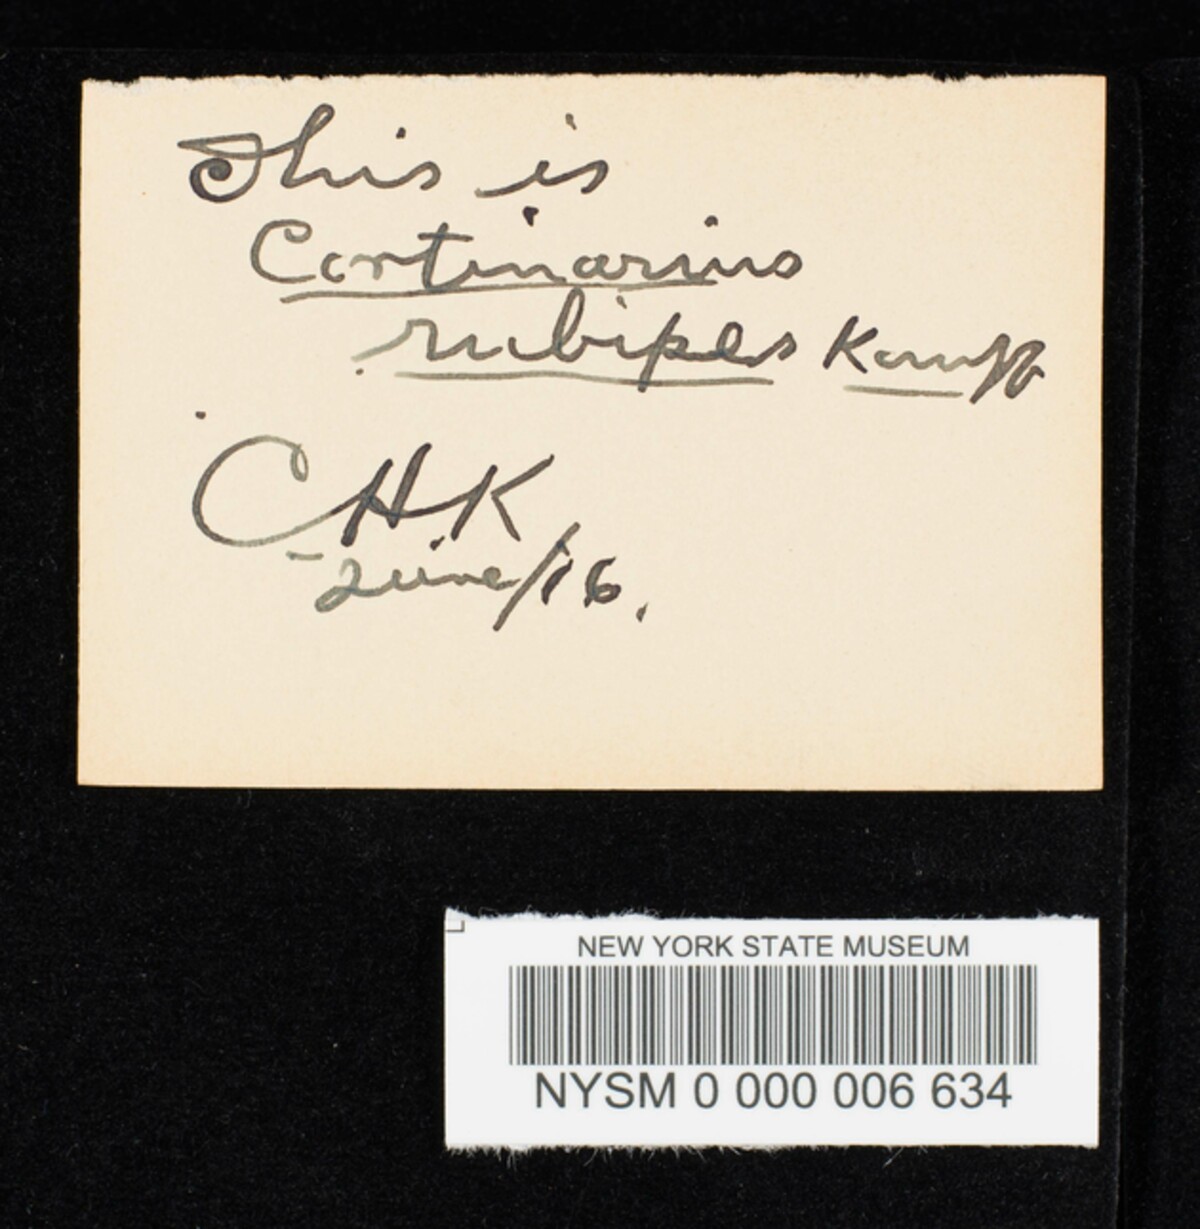 This is
Cortinarius
rubipes Kauff
CHK
June/16.
NEW YORK STATE MUSEUM
NYSM 0 000 006 634